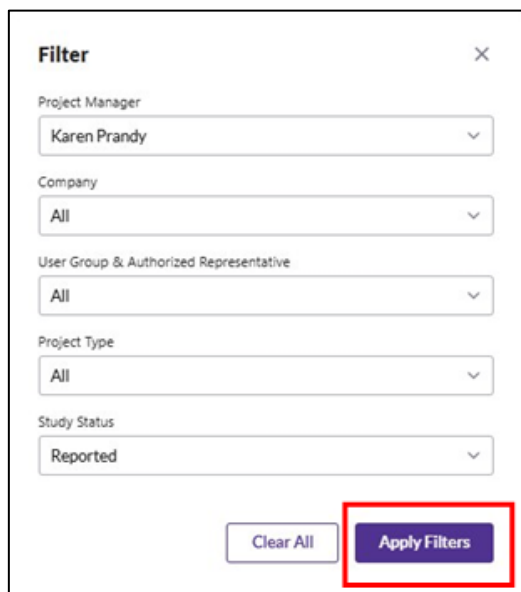 Filter
Project Manager
Karen Prandy
Company
All
User Group & Authorized Representative
All
Project Type
All
Study Status
Reported
Clear All Apply Filters